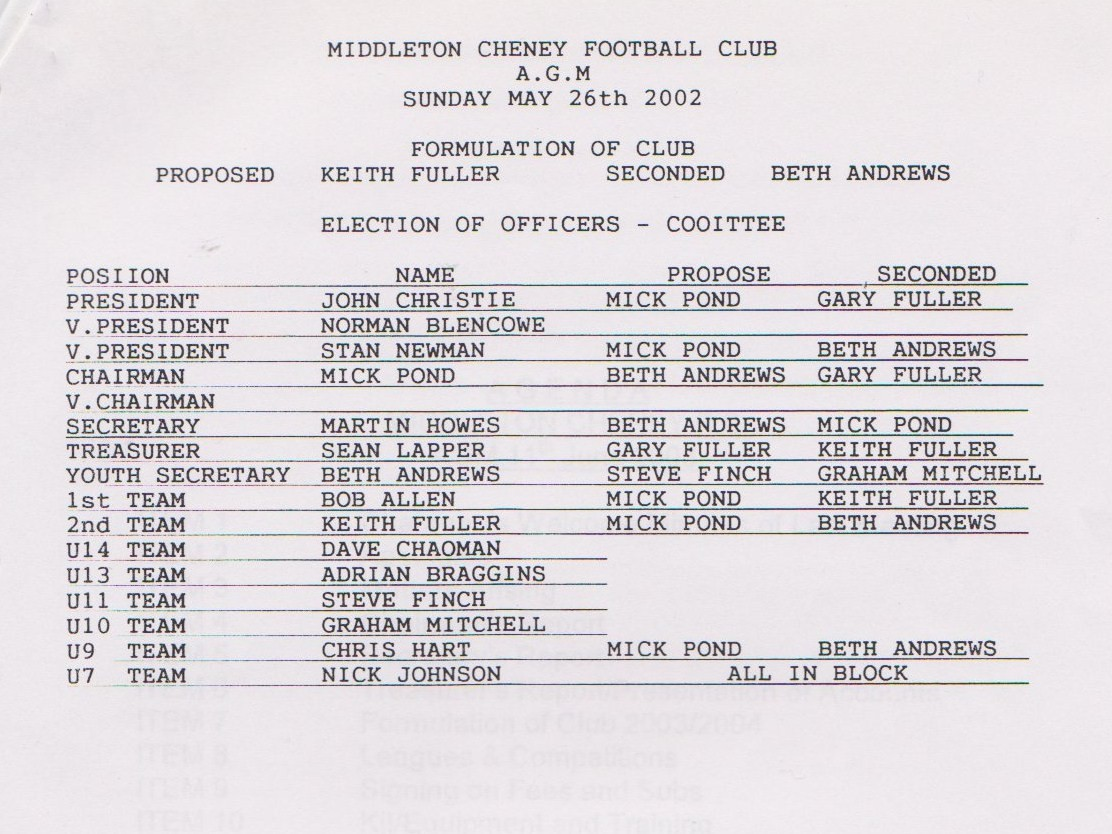 MIDDLETON CHENEY FOOTBALL CLUB
A.G.M
SUNDAY MAY 26th 2002
FORMULATION OF CLUB
PROPOSED KEITH FULLER SECONDED BETH ANDREWS
ELECTION OF OFFICERS - COOITTEE
POSIION NAME PROPOSE SECONDED
PRESIDENT JOHN CHRISTIE MICK POND GARY FULLER
V.PRESIDENT NORMAN BLENCOWE
V.PRESIDENT STAN NEWMAN MICK POND BETH ANDREWS
CHAIRMAN MICK POND BETH ANDREWS GARY FULLER
V.CHAIRMAN
SECRETARY MARTIN HOWES BETH ANDREWS MICK POND
TREASURER SEAN LAPPER GARY FULLER KEITH FULLER
YOUTH SECRETARY BETH ANDREWS STEVE FINCH GRAHAM MITCHELL
1st TEAM BOB ALLEN MICK POND KEITH FULLER
2nd TEAM KEITH FULLER MICK POND BETH ANDREWS
U14 TEAM DAVE CHAOMAN
U13 TEAM ADRIAN BRAGGINS
U11 TEAM STEVE FINCH
U10 TEAM GRAHAM MITCHELL
U9 TEAM CHRIS HART MICK POND BETH ANDREWS
U7 TEAM NICK JOHNSON ALL IN BLOCK
ITEM 7 Formulation of Club 2003/2004
ITEM 8 Leagues & Competitions
ITEM 9 Signing on Fees and Subs
ITEM 10 Kit/Equipment and Training